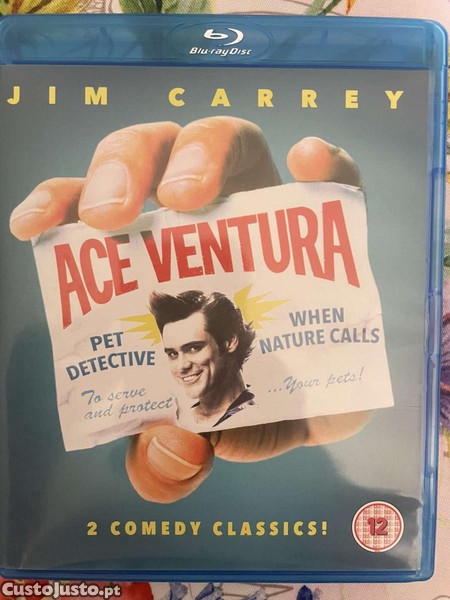 Blu-ray Disc
JIM CARREY
ACE VENTURA
PET
DETECTIVE
WHEN
NATURE CALLS
To serve
and protect
...Your pets!
2 COMEDY CLASSICS!
12
CustoJusto.pt